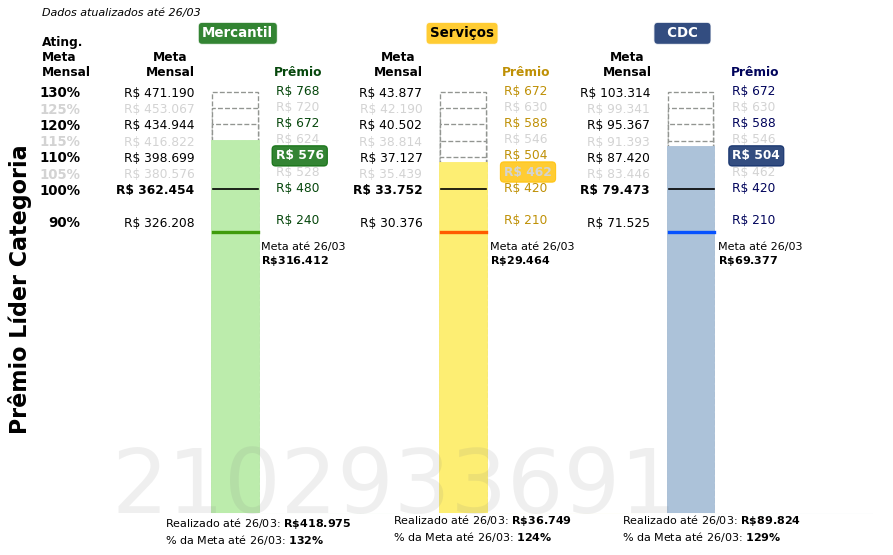 Dados atualizados até 26/03
Mercantil Serviços CDC
Ating. Meta Mensal
Meta Mensal Prêmio Meta Mensal Prêmio Meta Mensal Prêmio
130% R$ 471.190 R$ 768 R$ 43.877 R$ 672 R$ 103.314 R$ 672
125% R$ 453.067 R$ 720 R$ 42.190 R$ 630 R$ 99.341 R$ 630
120% R$ 434.944 R$ 672 R$ 40.502 R$ 588 R$ 95.367 R$ 588
115% R$ 416.822 R$ 624 R$ 38.814 R$ 546 R$ 91.393 R$ 546
110% R$ 398.699 R$ 576 R$ 37.127 R$ 504 R$ 87.420 R$ 504
105% R$ 380.576 R$ 528 R$ 35.439 R$ 462 R$ 83.446 R$ 462
100% R$ 362.454 R$ 480 R$ 33.752 R$ 420 R$ 79.473 R$ 420
90% R$ 326.208 R$ 240 R$ 30.376 R$ 210 R$ 71.525 R$ 210
Meta até 26/03 Meta até 26/03 Meta até 26/03
R$316.412 R$29.464 R$69.377
Prêmio Líder Categoria
21029333691
Realizado até 26/03: R$418.975 Realizado até 26/03: R$36.749 Realizado até 26/03: R$89.824
% da Meta até 26/03: 132% % da Meta até 26/03: 124% % da Meta até 26/03: 129%